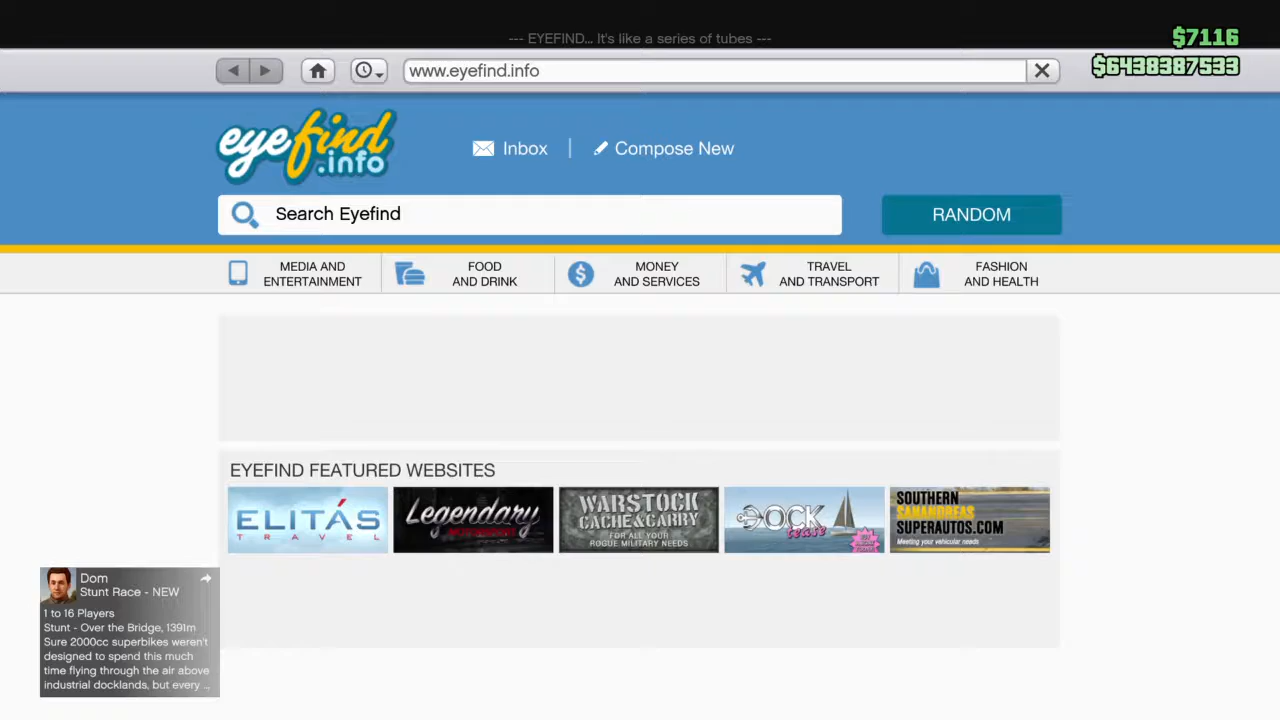 --- EYEFIND... It's like a series of tubes ---
$7116
www.eyefind.info
$6438387533
eyefind
.info
Inbox
Compose New
Search Eyefind
RANDOM
MEDIA AND
ENTERTAINMENT
FOOD
AND DRINK
MONEY
AND SERVICES
TRAVEL
AND TRANSPORT
FASHION
AND HEALTH
EYEFIND FEATURED WEBSITES
ELITÁS
TRAVEL
Legendary
WARSTOCK
CACHE&CARRY
FOR ALL YOUR
ROGUE MILITARY NEEDS
DOCK
tease
SOUTHERN
SANANDREAS
SUPERAUTOS.COM
Meeting your vehicular needs
Dom
Stunt Race - NEW
1 to 16 Players
Stunt - Over the Bridge, 1391m
Sure 2000cc superbikes weren't
designed to spend this much
time flying through the air above
industrial docklands, but every ...